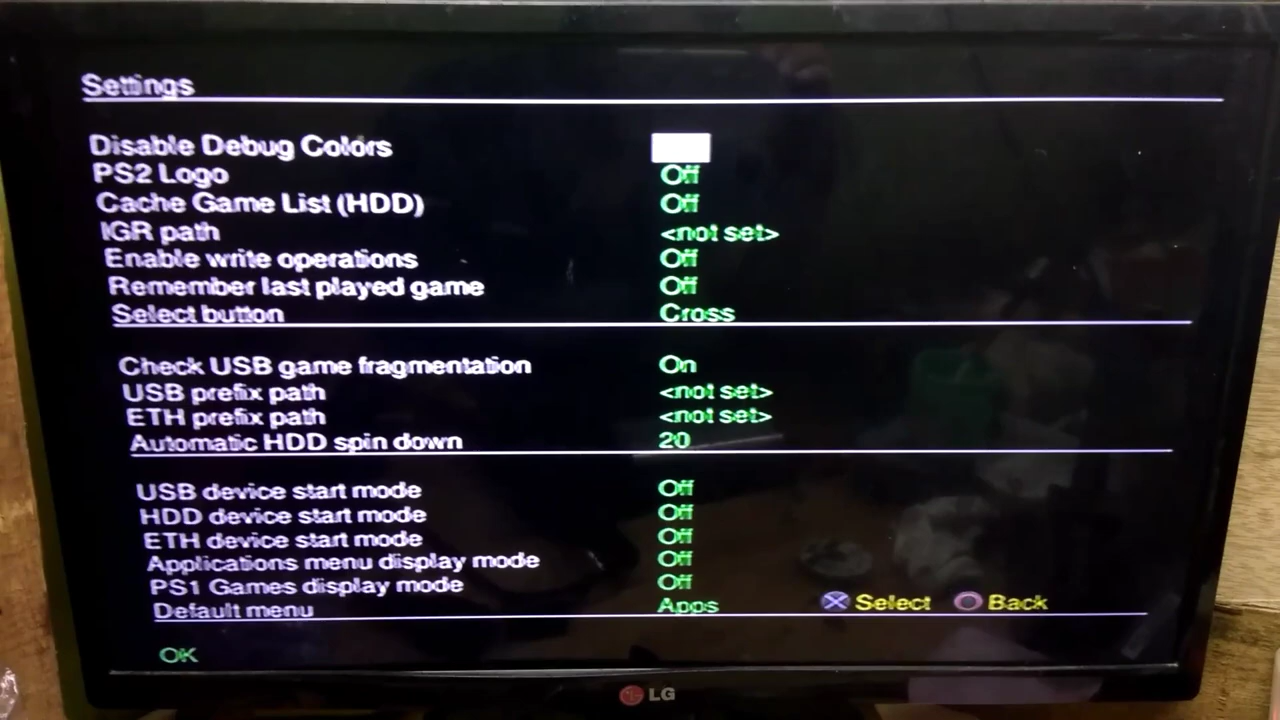 Settings
Disable Debug Colors
PS2 Logo Off
Cache Game List (HDD) Off
IGR path <not set>
Enable write operations Off
Remember last played game Off
Select button Cross
Check USB game fragmentation On
USB prefix path <not set>
ETH prefix path <not set>
Automatic HDD spin down 20
USB device start mode Off
HDD device start mode Off
ETH device start mode Off
Applications menu display mode Off
PS1 Games display mode Off
Default menu Apps
Select Back
OK
LG